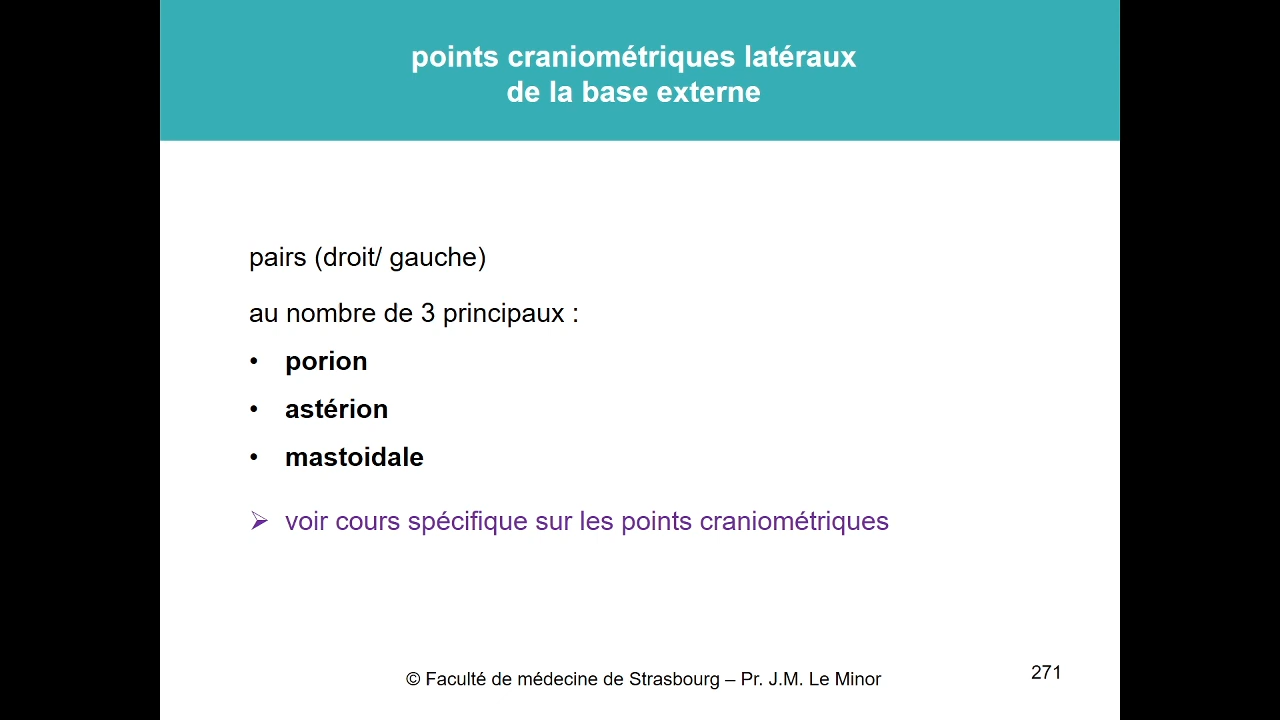 points craniométriques latéraux
de la base externe
pairs (droit/ gauche)
au nombre de 3 principaux :
• porion
• astérion
• mastoidale
➢ voir cours spécifique sur les points craniométriques
© Faculté de médecine de Strasbourg – Pr. J.M. Le Minor
271